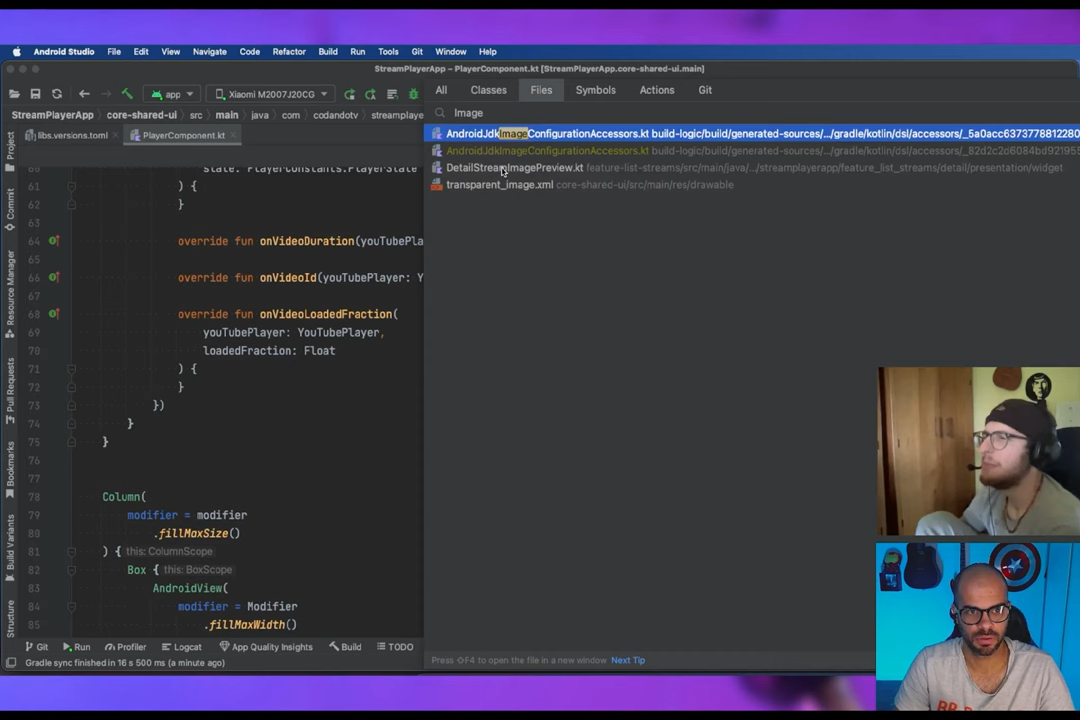 Android Studio File Edit View Navigate Code Refactor Build Run Tools Git Window Help
StreamPlayerApp – PlayerComponent.kt [StreamPlayerApp.core-shared-ui.main]
app Xiaomi M2007J20CG
StreamPlayerApp core-shared-ui src main java com codandotv streamplaye
libs.versions.toml PlayerComponent.kt
All Classes Files Symbols Actions Git
Image
AndroidJdkImageConfigurationAccessors.kt build-logic/build/generated-sources/.../gradle/kotlin/dsl/accessors/_5a0acc6373778812280
AndroidJdkImageConfigurationAccessors.kt build-logic/build/generated-sources/.../gradle/kotlin/dsl/accessors/_82d2c2d6084bd921955
DetailStreamImagePreview.kt feature-list-streams/src/main/java/.../streamplayerapp/feature_list_streams/detail/presentation/widget
transparent_image.xml core-shared-ui/src/main/res/drawable
Project
Commit
Resource Manager
Pull Requests
Bookmarks
Build Variants
Structure
state: PlayerConstants.PlayerState
61 ) {
62 }
63
64 override fun onVideoDuration(youTubePla
65
66 override fun onVideoId(youTubePlayer: Y
67
68 override fun onVideoLoadedFraction(
69 youTubePlayer: YouTubePlayer,
70 loadedFraction: Float
71 ) {
72 }
73 })
74 }
75 }
76
77
78 Column(
79 modifier = modifier
80 .fillMaxSize()
81 ) { this: ColumnScope
82 Box { this: BoxScope
83 AndroidView(
84 modifier = Modifier
85 .fillMaxWidth()
Press ⇧F4 to open the file in a new window Next Tip
Git Run Profiler Logcat App Quality Insights Build TODO
Gradle sync finished in 16 s 500 ms (a minute ago)